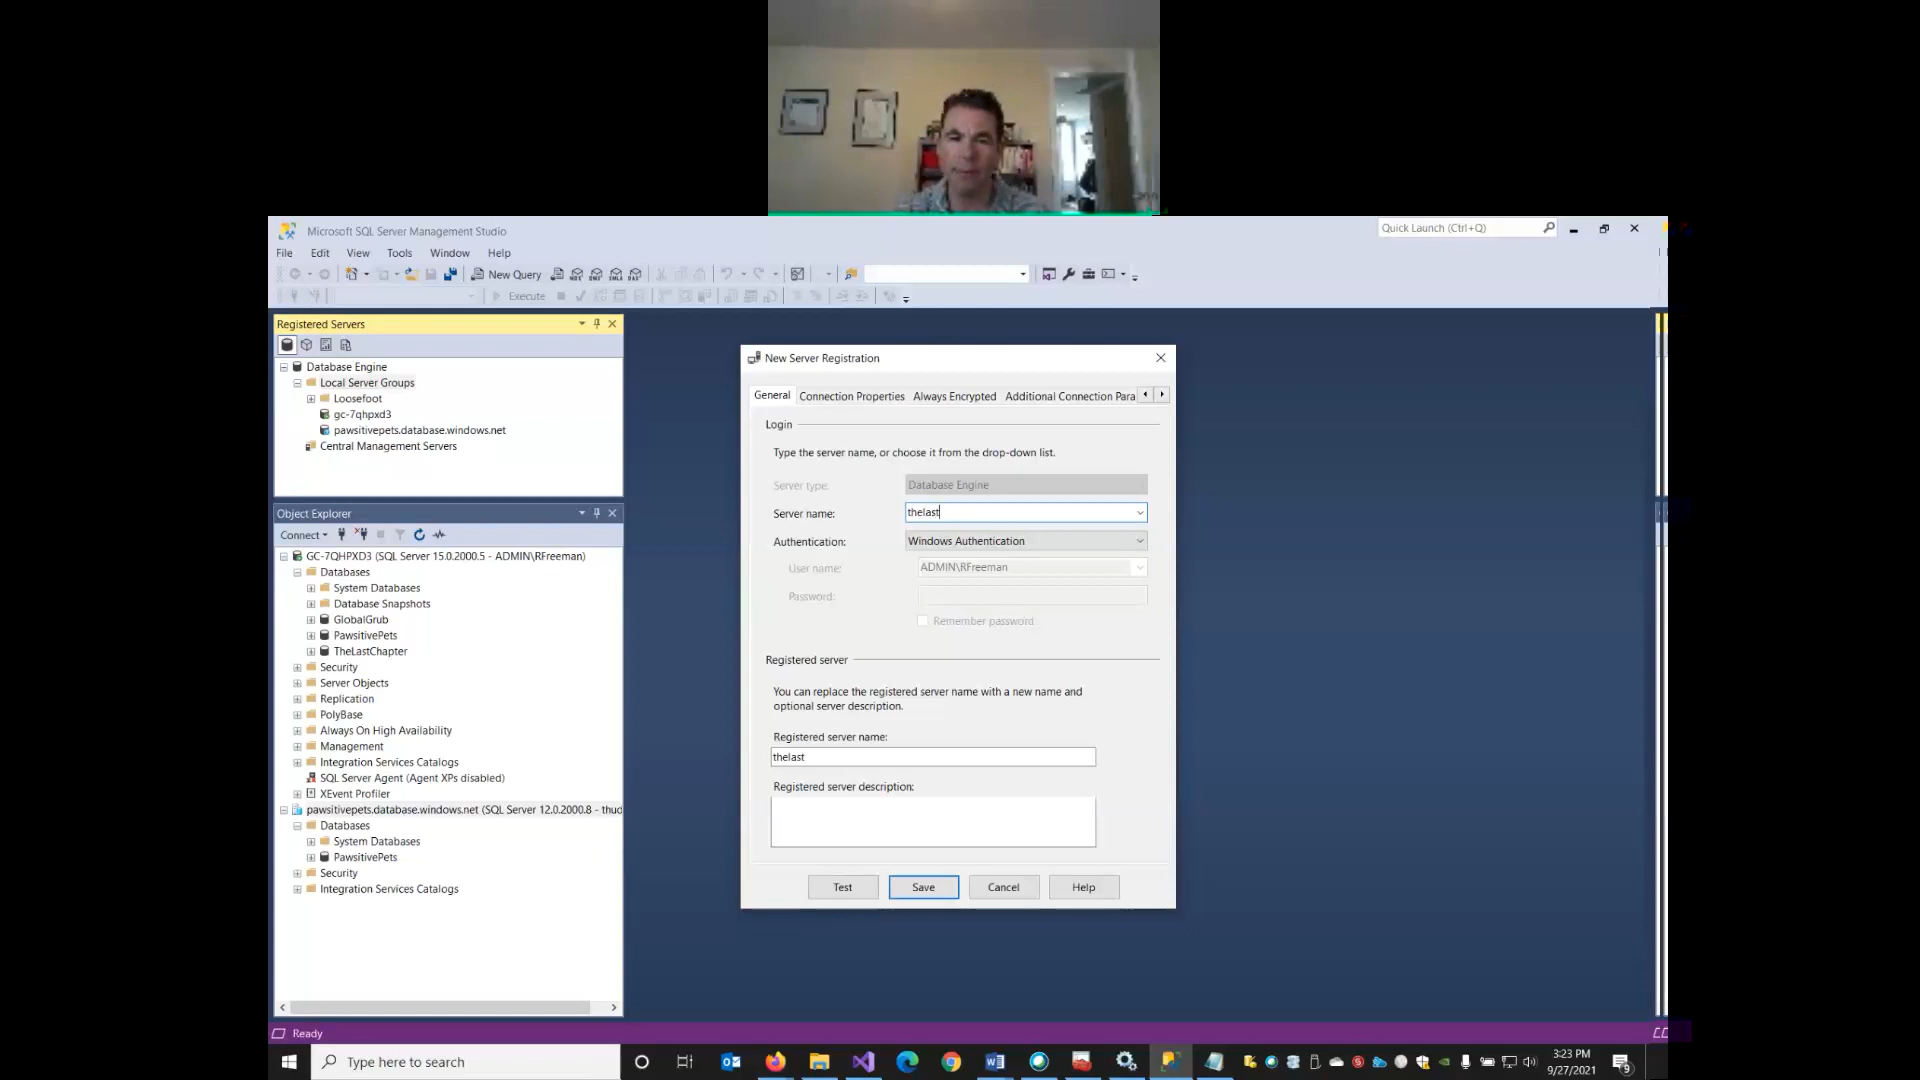 Microsoft SQL Server Management Studio
Quick Launch (Ctrl+Q)
File Edit View Tools Window Help
New Query
Execute
Registered Servers
Database Engine
Local Server Groups
Loosefoot
gc-7qhpxd3
pawsitivepets.database.windows.net
Central Management Servers
Object Explorer
Connect
GC-7QHPXD3 (SQL Server 15.0.2000.5 - ADMIN\RFreeman)
Databases
System Databases
Database Snapshots
GlobalGrub
PawsitivePets
TheLastChapter
Security
Server Objects
Replication
PolyBase
Always On High Availability
Management
Integration Services Catalogs
SQL Server Agent (Agent XPs disabled)
XEvent Profiler
pawsitivepets.database.windows.net (SQL Server 12.0.2000.8 - thud
Databases
System Databases
PawsitivePets
Security
Integration Services Catalogs
New Server Registration
General Connection Properties Always Encrypted Additional Connection Para
Login
Type the server name, or choose it from the drop-down list.
Server type: Database Engine
Server name: thelast
Authentication: Windows Authentication
User name: ADMIN\RFreeman
Password:
Remember password
Registered server
You can replace the registered server name with a new name and
optional server description.
Registered server name:
thelast
Registered server description:
Test Save Cancel Help
Ready
Type here to search
3:23 PM
9/27/2021
9